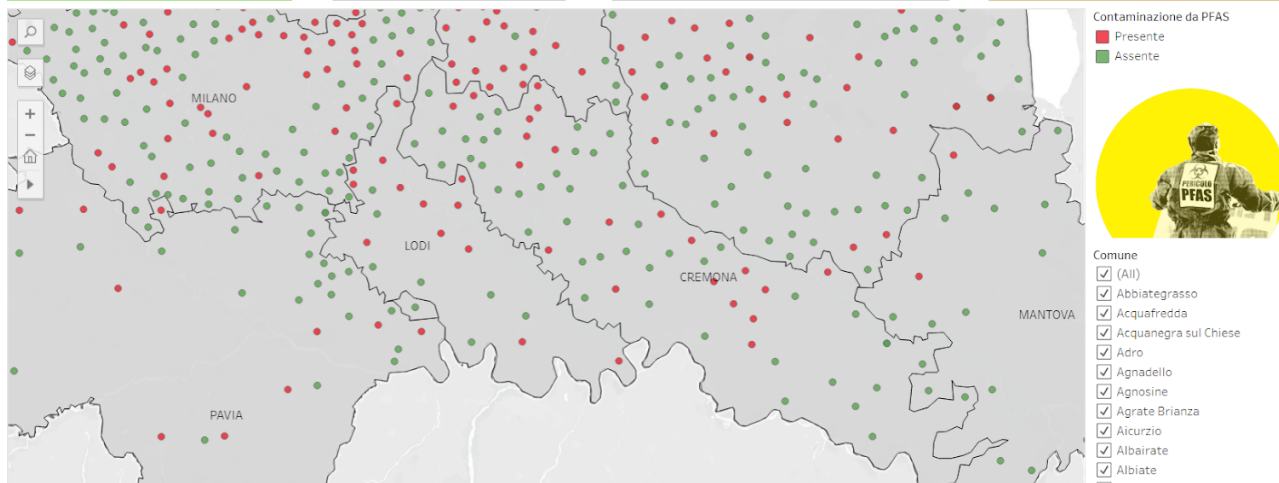 Contaminazione da PFAS
Presente
Assente
MILANO
LODI
CREMONA
MANTOVA
PAVIA
PERICOLO
PFAS
Comune
(All)
Abbiategrasso
Acquafredda
Acquanegra sul Chiese
Adro
Agnadello
Agnosine
Agrate Brianza
Aicurzio
Albairate
Albiate